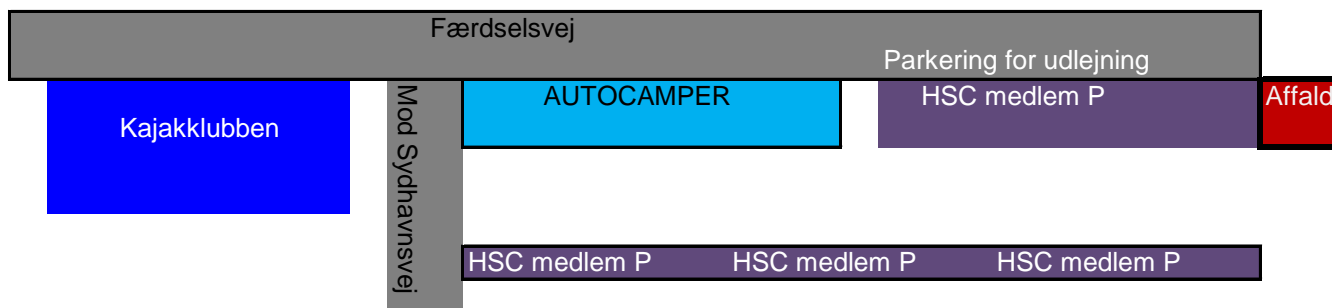 Færdselsvej
Parkering for udlejning
Kajakklubben
Mod Sydhavnsvej
AUTOCAMPER
HSC medlem P
Affald
HSC medlem P HSC medlem P HSC medlem P